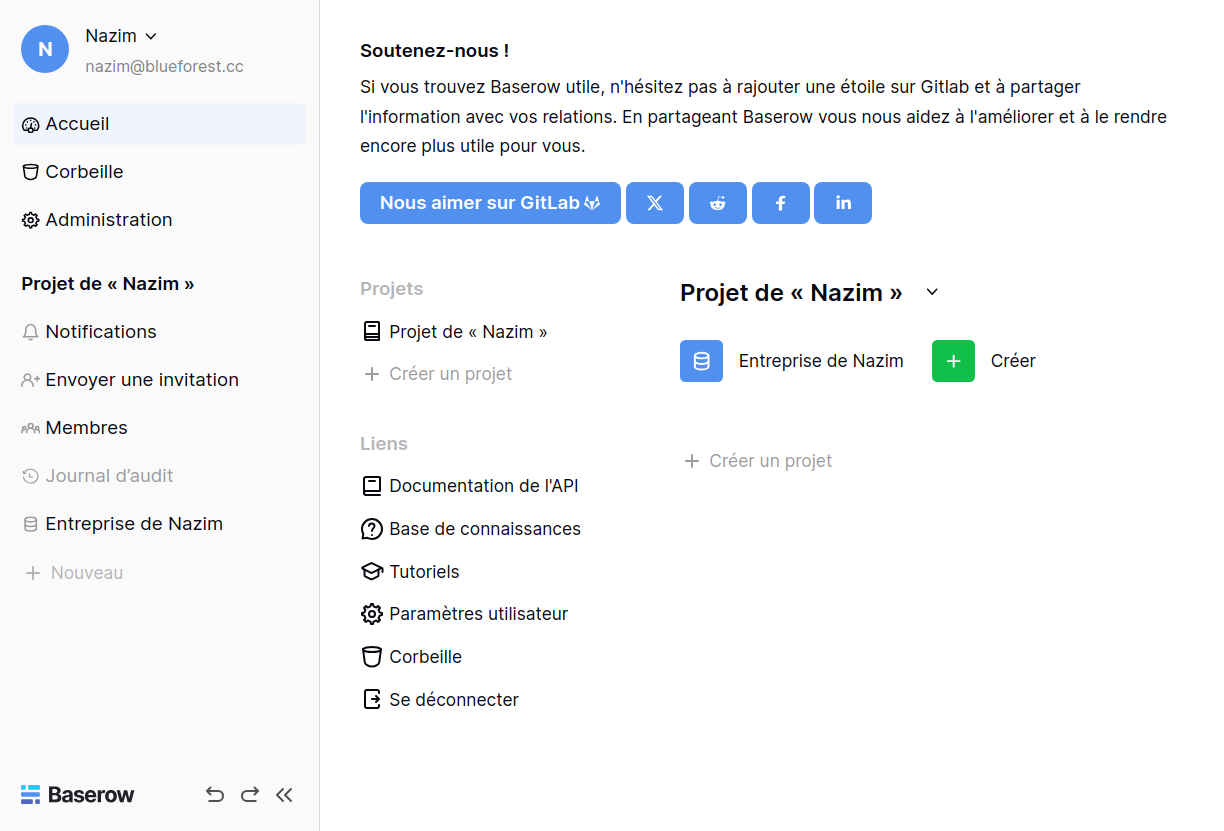 N
Nazim
nazim@blueforest.cc
Accueil
Corbeille
Administration
Projet de « Nazim »
Notifications
Envoyer une invitation
Membres
Journal d’audit
Entreprise de Nazim
Nouveau
Baserow
Soutenez-nous !
Si vous trouvez Baserow utile, n'hésitez pas à rajouter une étoile sur Gitlab et à partager
l'information avec vos relations. En partageant Baserow vous nous aidez à l'améliorer et à le rendre
encore plus utile pour vous.
Nous aimer sur GitLab
Projets
Projet de « Nazim »
Créer un projet
Liens
Documentation de l'API
Base de connaissances
Tutoriels
Paramètres utilisateur
Corbeille
Se déconnecter
Projet de « Nazim »
Entreprise de Nazim
Créer
Créer un projet